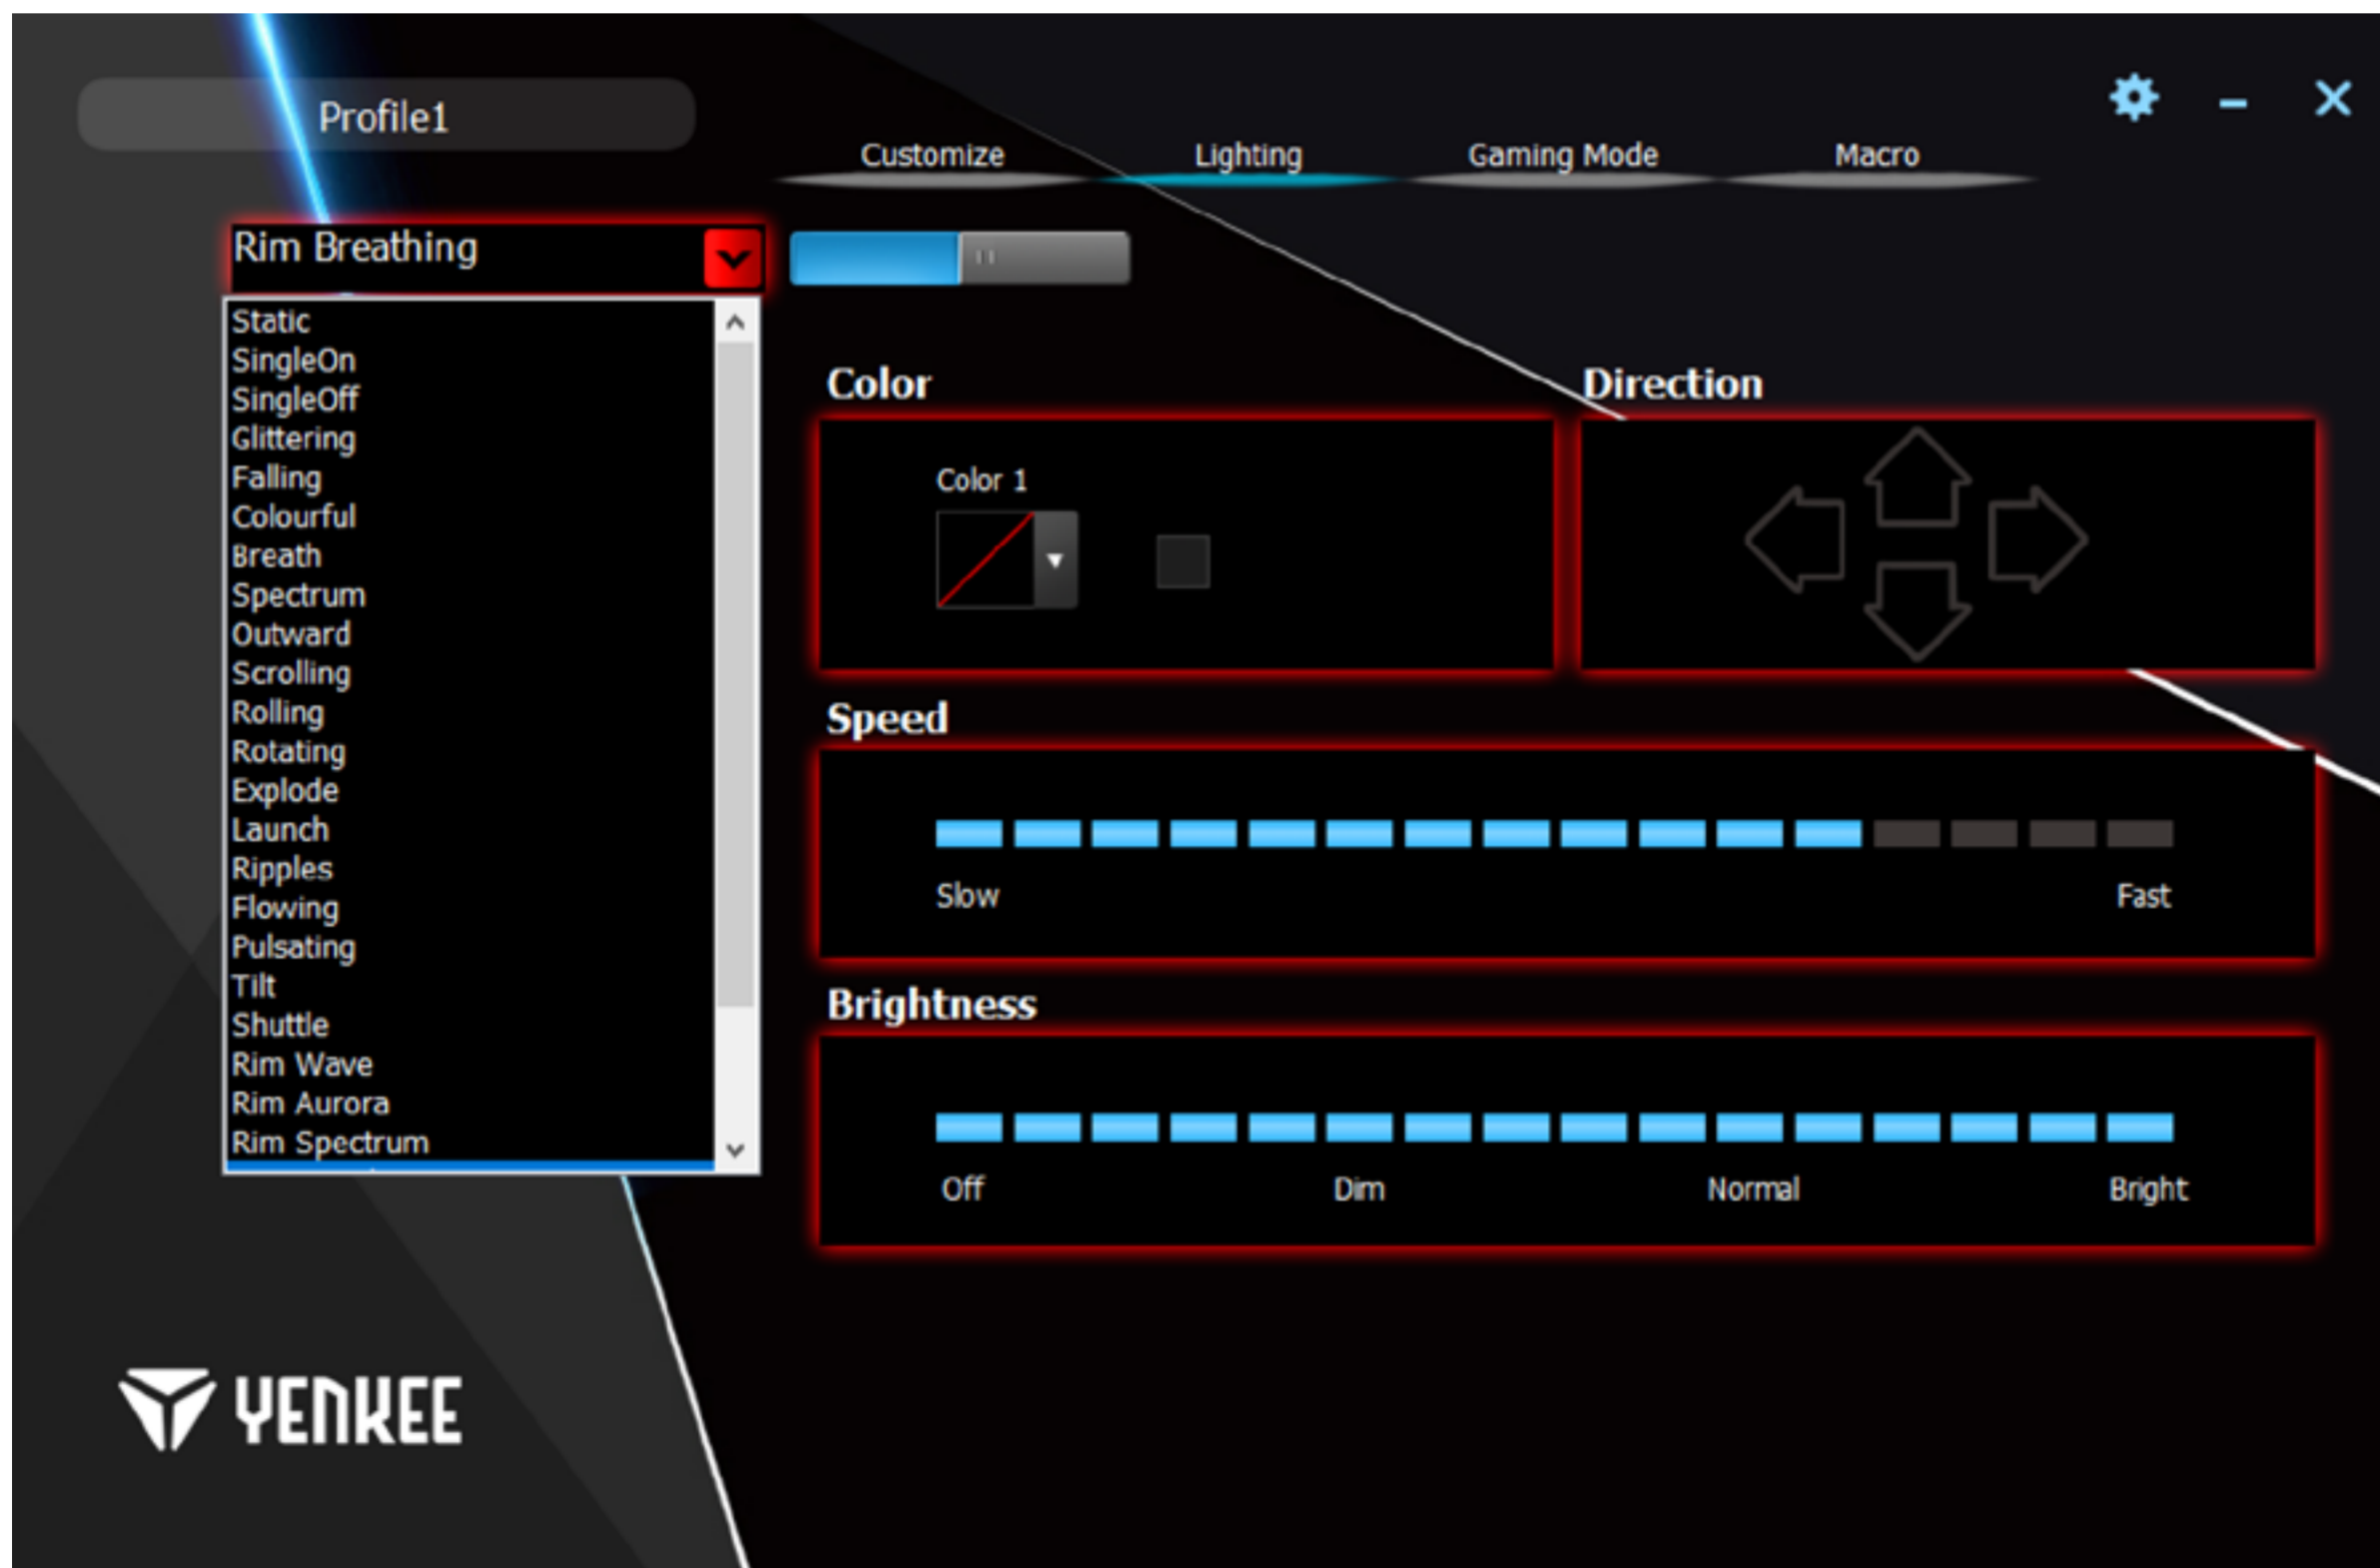 Profile1
Customize
Lighting
Gaming Mode
Macro
Rim Breathing
Static
SingleOn
SingleOff
Glittering
Falling
Colourful
Breath
Spectrum
Outward
Scrolling
Rolling
Rotating
Explode
Launch
Ripples
Flowing
Pulsating
Tilt
Shuttle
Rim Wave
Rim Aurora
Rim Spectrum
Color
Color 1
Direction
Speed
Slow
Fast
Brightness
Off
Dim
Normal
Bright
YENKEE